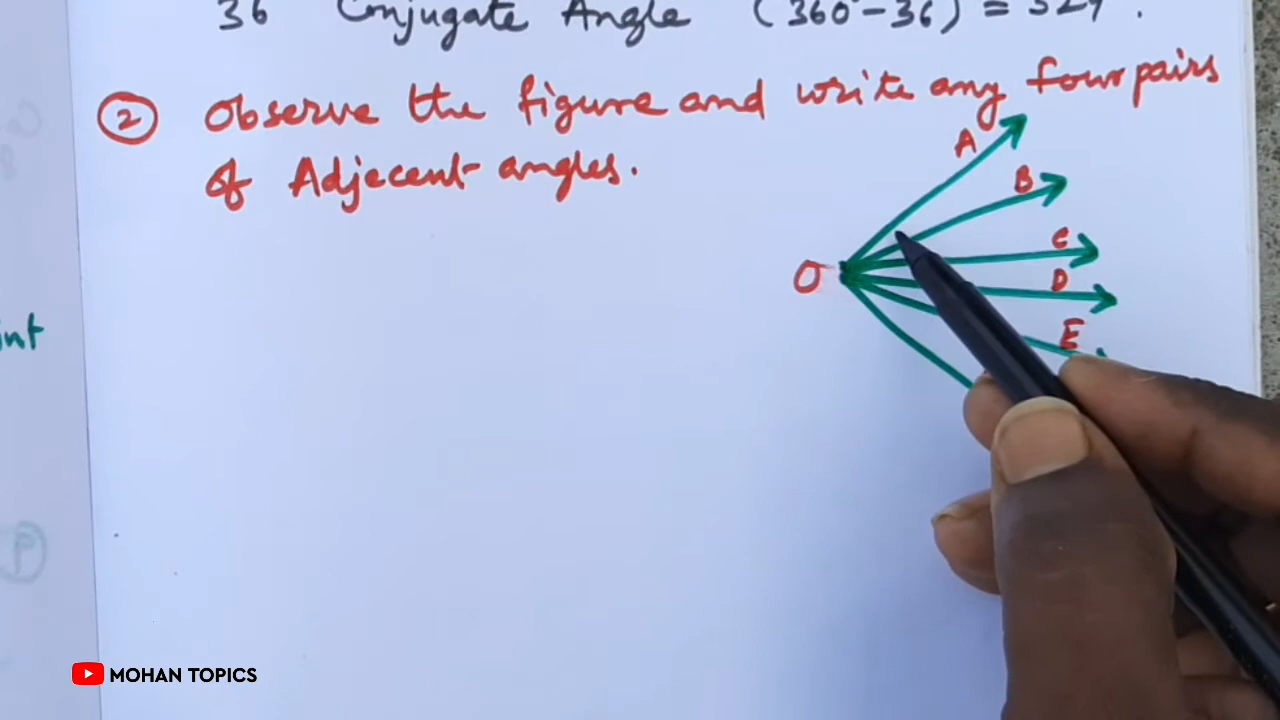 36 Conjugate Angle (360-36) = 324.
2 Observe the figure and write any four pairs
of Adjecent angles.
A
B
C
O
D
E
int
P
MOHAN TOPICS